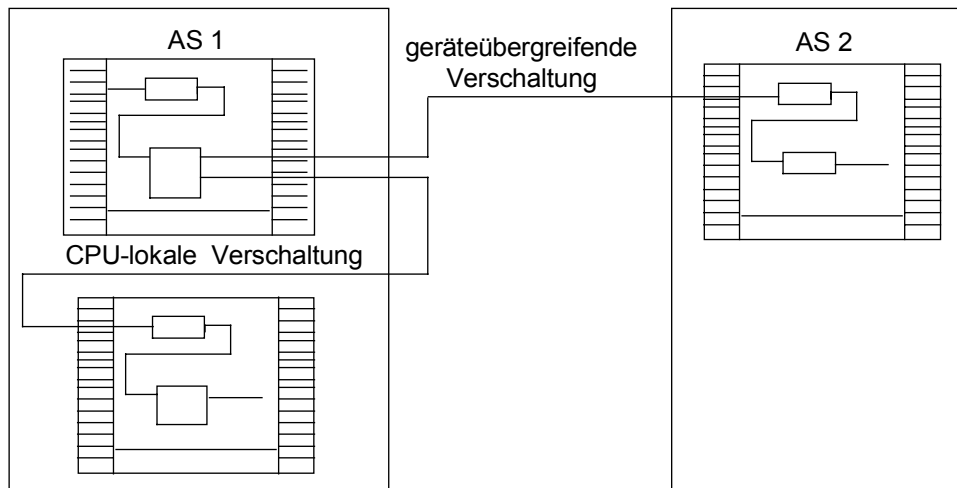 AS 1
geräteübergreifende
Verschaltung
AS 2
CPU-lokale Verschaltung